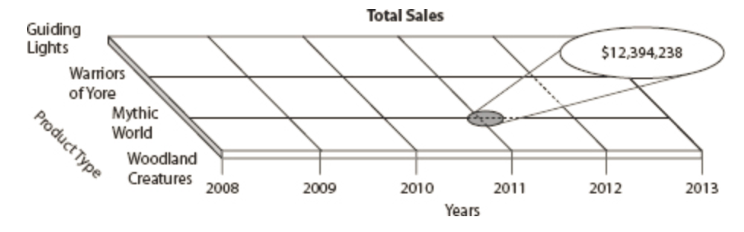 Total Sales
Guiding
Lights
$12,394,238
Warriors
of Yore
Mythic
World
Product Type
Woodland
Creatures
2008 2009 2010 2011 2012 2013
Years